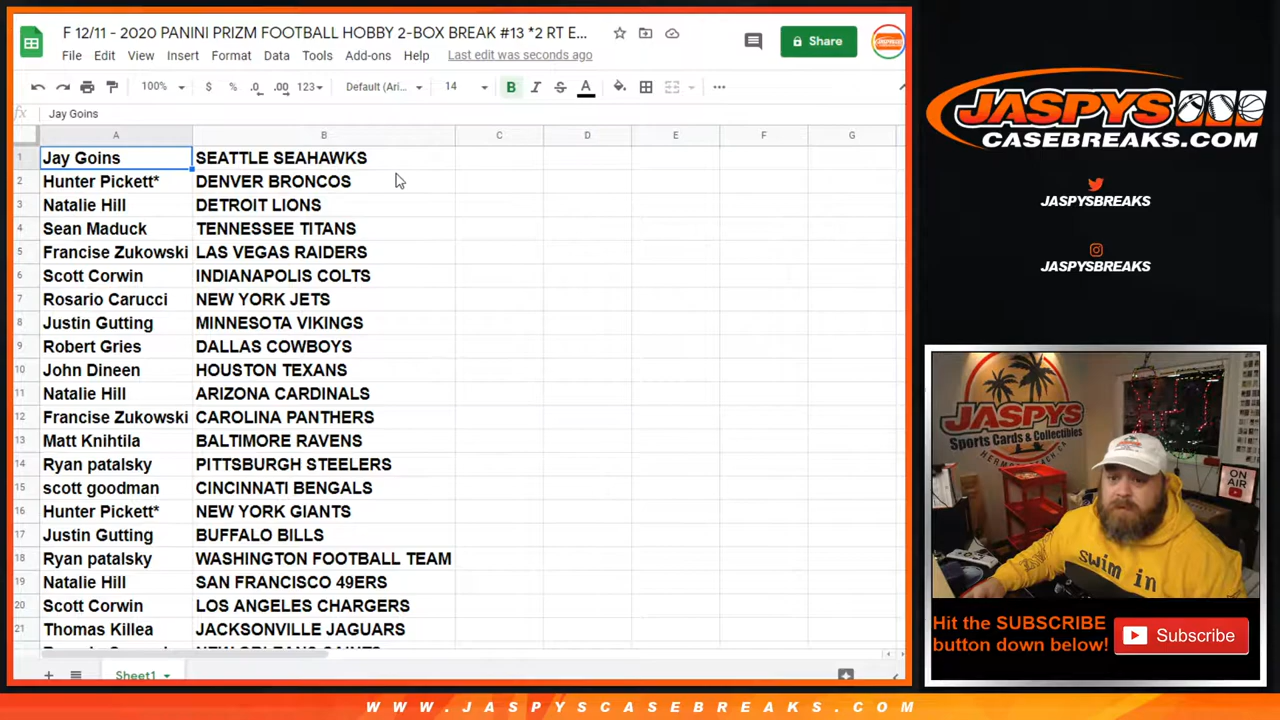 F 12/11 - 2020 PANINI PRIZM FOOTBALL HOBBY 2-BOX BREAK #13 *2 RT E...
Share
File Edit View Insert Format Data Tools Add-ons Help Last edit was seconds ago
100% $ % .0 .00 123 Default (Ari... 14 B I S A
fx Jay Goins
A B C D E F G
1 Jay Goins SEATTLE SEAHAWKS
2 Hunter Pickett* DENVER BRONCOS
3 Natalie Hill DETROIT LIONS
4 Sean Maduck TENNESSEE TITANS
5 Francise Zukowski LAS VEGAS RAIDERS
6 Scott Corwin INDIANAPOLIS COLTS
7 Rosario Carucci NEW YORK JETS
8 Justin Gutting MINNESOTA VIKINGS
9 Robert Gries DALLAS COWBOYS
10 John Dineen HOUSTON TEXANS
11 Natalie Hill ARIZONA CARDINALS
12 Francise Zukowski CAROLINA PANTHERS
13 Matt Knihtila BALTIMORE RAVENS
14 Ryan patalsky PITTSBURGH STEELERS
15 scott goodman CINCINNATI BENGALS
16 Hunter Pickett* NEW YORK GIANTS
17 Justin Gutting BUFFALO BILLS
18 Ryan patalsky WASHINGTON FOOTBALL TEAM
19 Natalie Hill SAN FRANCISCO 49ERS
20 Scott Corwin LOS ANGELES CHARGERS
21 Thomas Killea JACKSONVILLE JAGUARS
NEW ORLEANS SAINTS
Sheet1
JASPYS
CASEBREAKS.COM
JASPYSBREAKS
JASPYSBREAKS
JASPYS
Sports Cards & Collectibles
HERMOSA BEACH, CA
ON
AIR
swim in
Hit the SUBSCRIBE
button down below!
Subscribe
WWW.JASPYSCASEBREAKS.COM